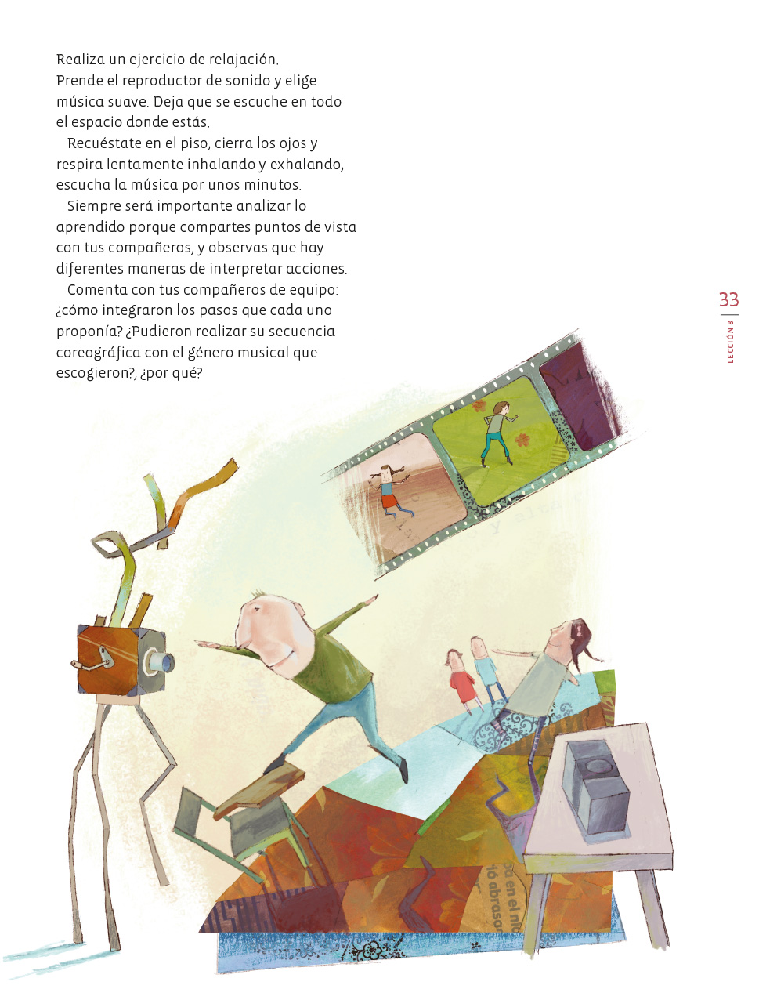 Realiza un ejercicio de relajación.
Prende el reproductor de sonido y elige
música suave. Deja que se escuche en todo
el espacio donde estás.
Recuéstate en el piso, cierra los ojos y
respira lentamente inhalando y exhalando,
escucha la música por unos minutos.
Siempre será importante analizar lo
aprendido porque compartes puntos de vista
con tus compañeros, y observas que hay
diferentes maneras de interpretar acciones.
Comenta con tus compañeros de equipo:
¿cómo integraron los pasos que cada uno
proponía? ¿Pudieron realizar su secuencia
coreográfica con el género musical que
escogieron?, ¿por qué?
33
LECCIÓN 8
en el
abrasa